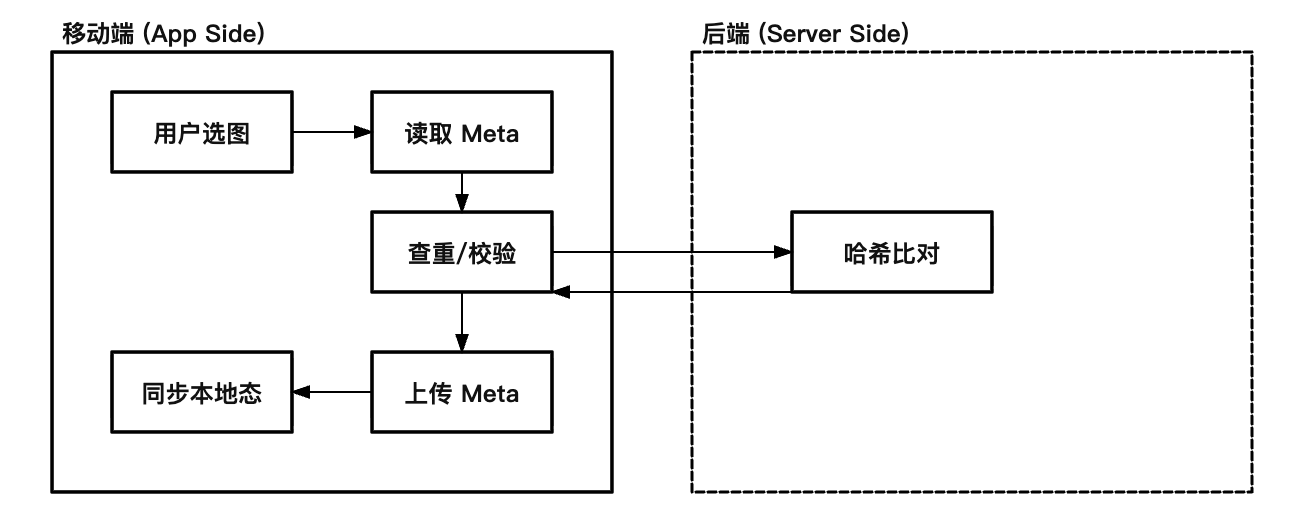 移动端 (App Side)
后端 (Server Side)
用户选图
读取 Meta
查重/校验
哈希比对
同步本地态
上传 Meta